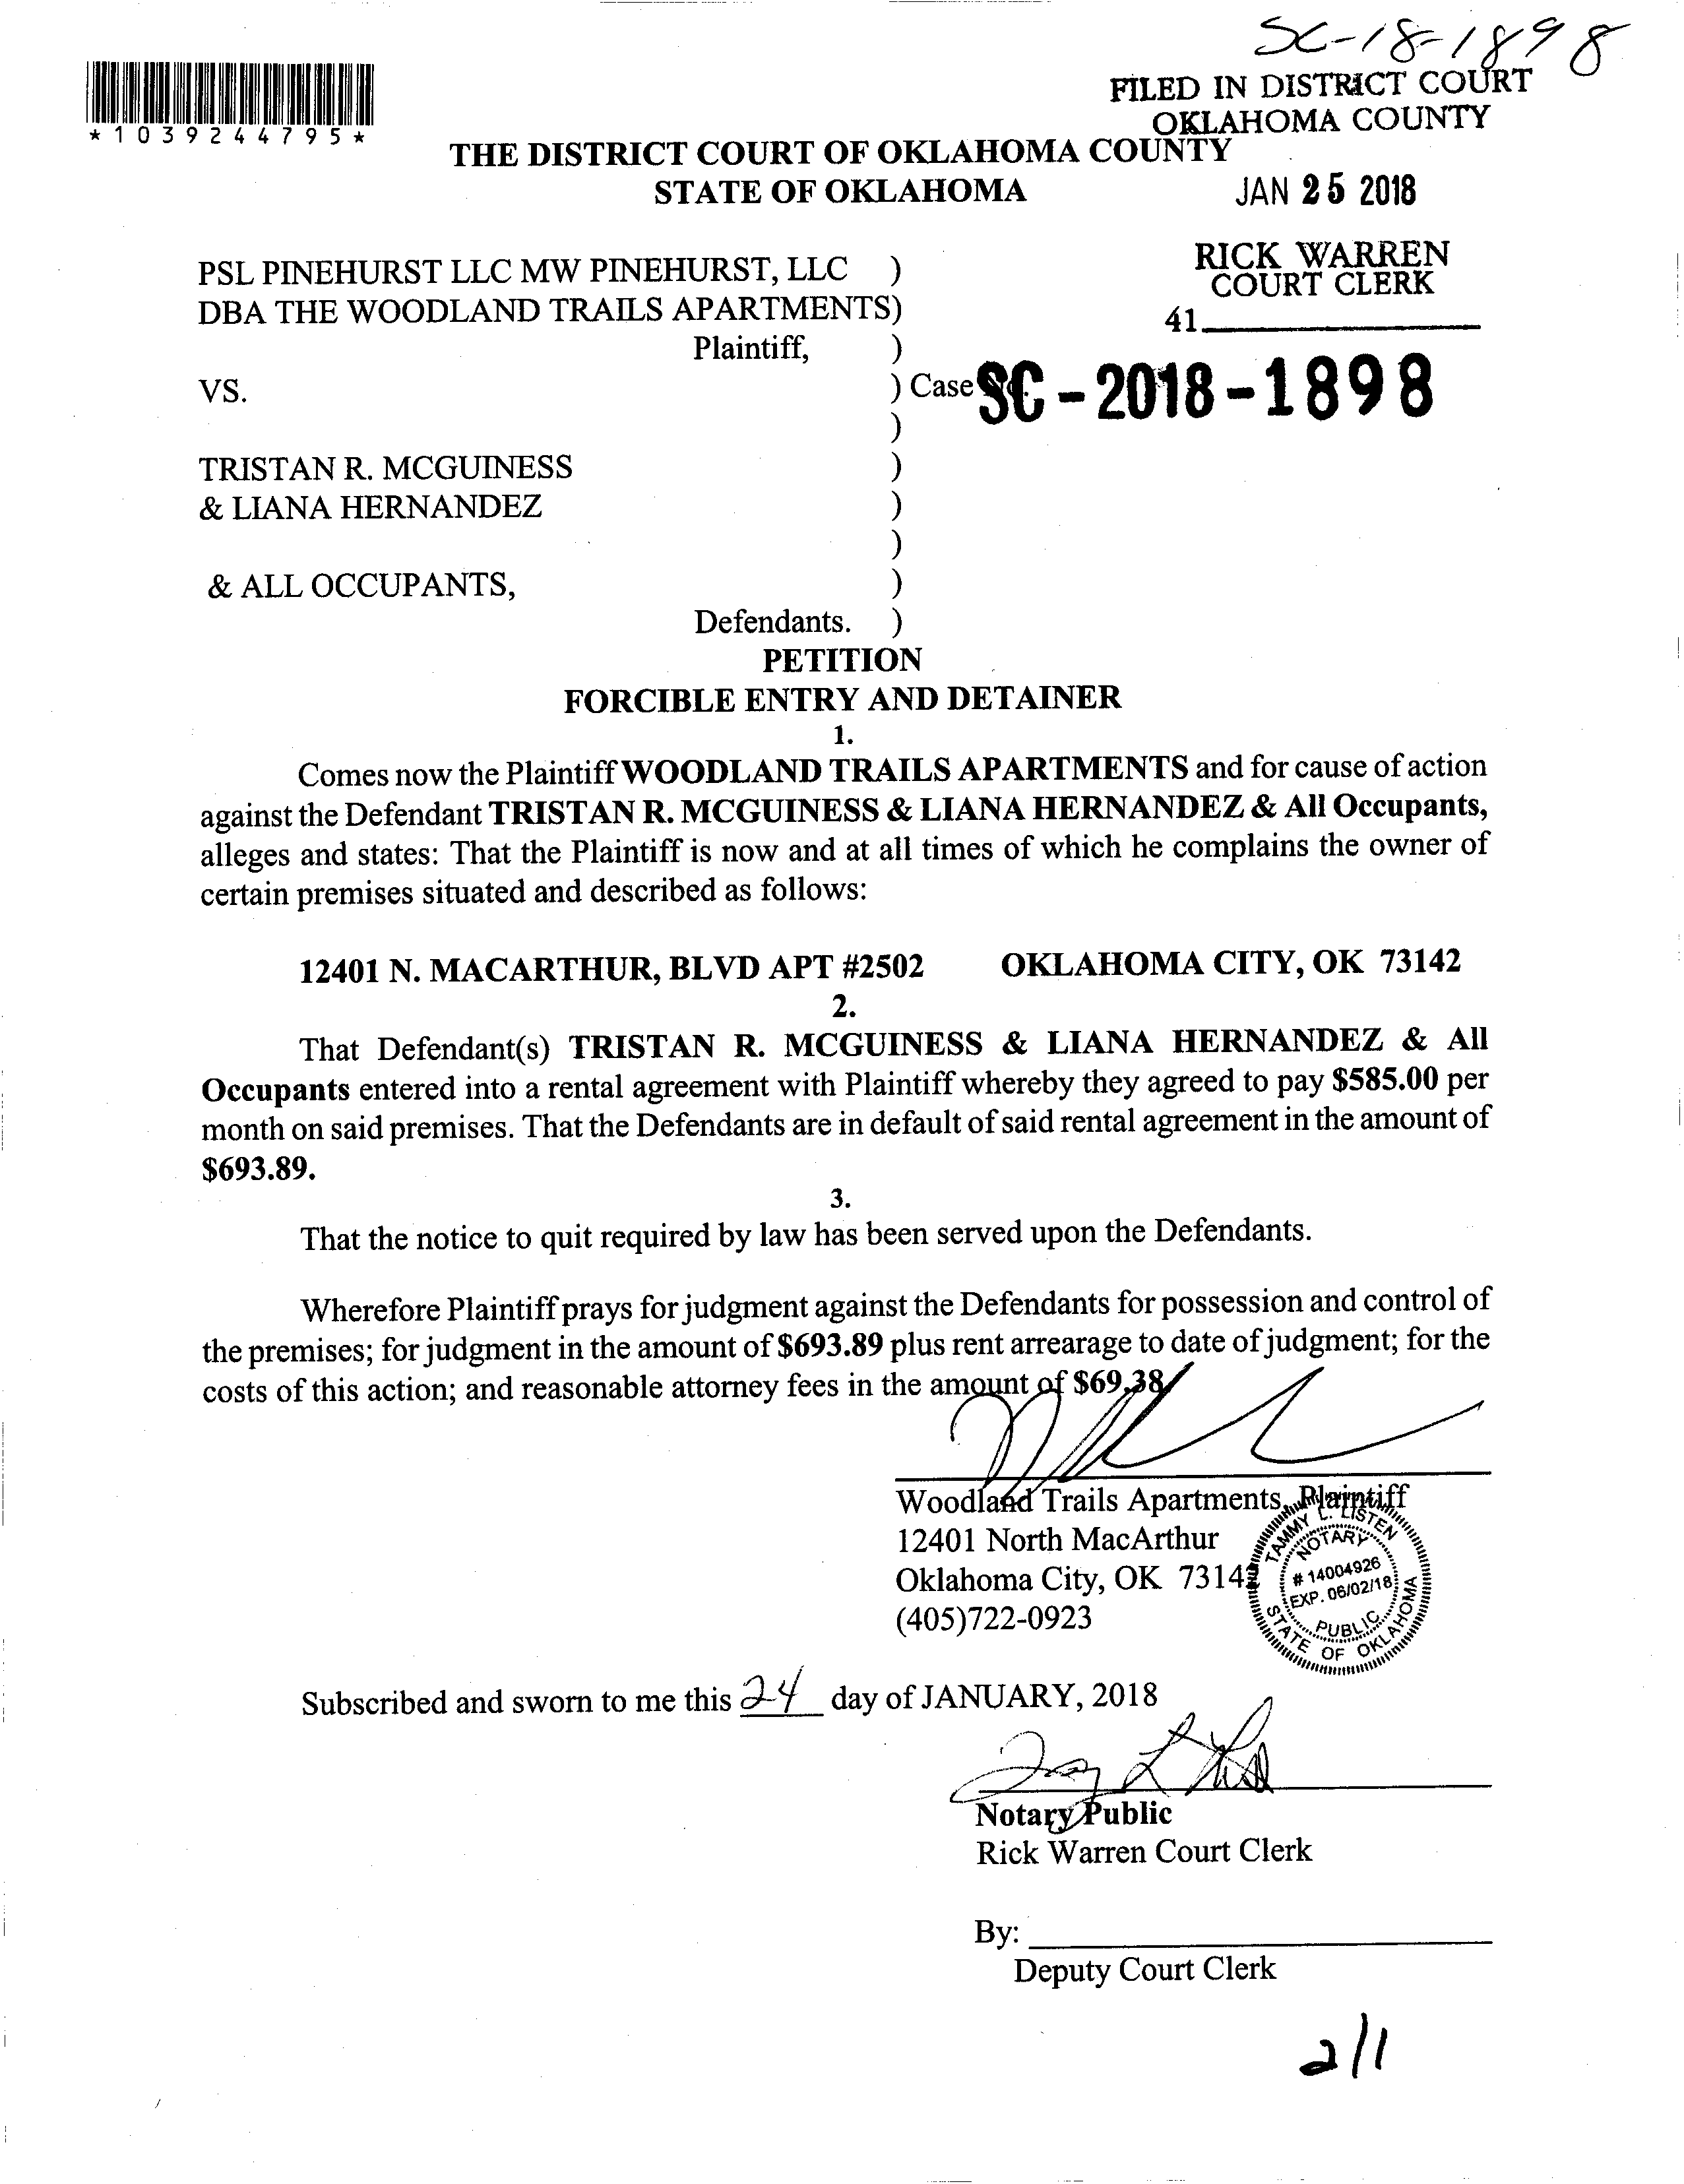 SC-18-1898
FILED IN DISTRICT COURT
OKLAHOMA COUNTY
*1039244795*
THE DISTRICT COURT OF OKLAHOMA COUNTY
STATE OF OKLAHOMA
JAN 25 2018
RICK WARREN
COURT CLERK
41
PSL PINEHURST LLC MW PINEHURST, LLC )
DBA THE WOODLAND TRAILS APARTMENTS)
Plaintiff, )
VS. ) Case No. SC-2018-1898
)
TRISTAN R. MCGUINESS )
& LIANA HERNANDEZ )
)
& ALL OCCUPANTS, )
Defendants. )
PETITION
FORCIBLE ENTRY AND DETAINER
1.
Comes now the Plaintiff WOODLAND TRAILS APARTMENTS and for cause of action
against the Defendant TRISTAN R. MCGUINESS & LIANA HERNANDEZ & All Occupants,
alleges and states: That the Plaintiff is now and at all times of which he complains the owner of
certain premises situated and described as follows:
12401 N. MACARTHUR, BLVD APT #2502 OKLAHOMA CITY, OK 73142
2.
That Defendant(s) TRISTAN R. MCGUINESS & LIANA HERNANDEZ & All
Occupants entered into a rental agreement with Plaintiff whereby they agreed to pay $585.00 per
month on said premises. That the Defendants are in default of said rental agreement in the amount of
$693.89.
3.
That the notice to quit required by law has been served upon the Defendants.
Wherefore Plaintiff prays for judgment against the Defendants for possession and control of
the premises; for judgment in the amount of $693.89 plus rent arrearage to date of judgment; for the
costs of this action; and reasonable attorney fees in the amount of $69.38
Woodland Trails Apartments, Plaintiff
12401 North MacArthur
Oklahoma City, OK 73142
(405)722-0923
TAMMY L. LISTEN
NOTARY
# 14004926
EXP. 06/02/18
PUBLIC
STATE OF OKLAHOMA
Subscribed and sworn to me this 24 day of JANUARY, 2018
Notary Public
Rick Warren Court Clerk
By:
Deputy Court Clerk
2/1